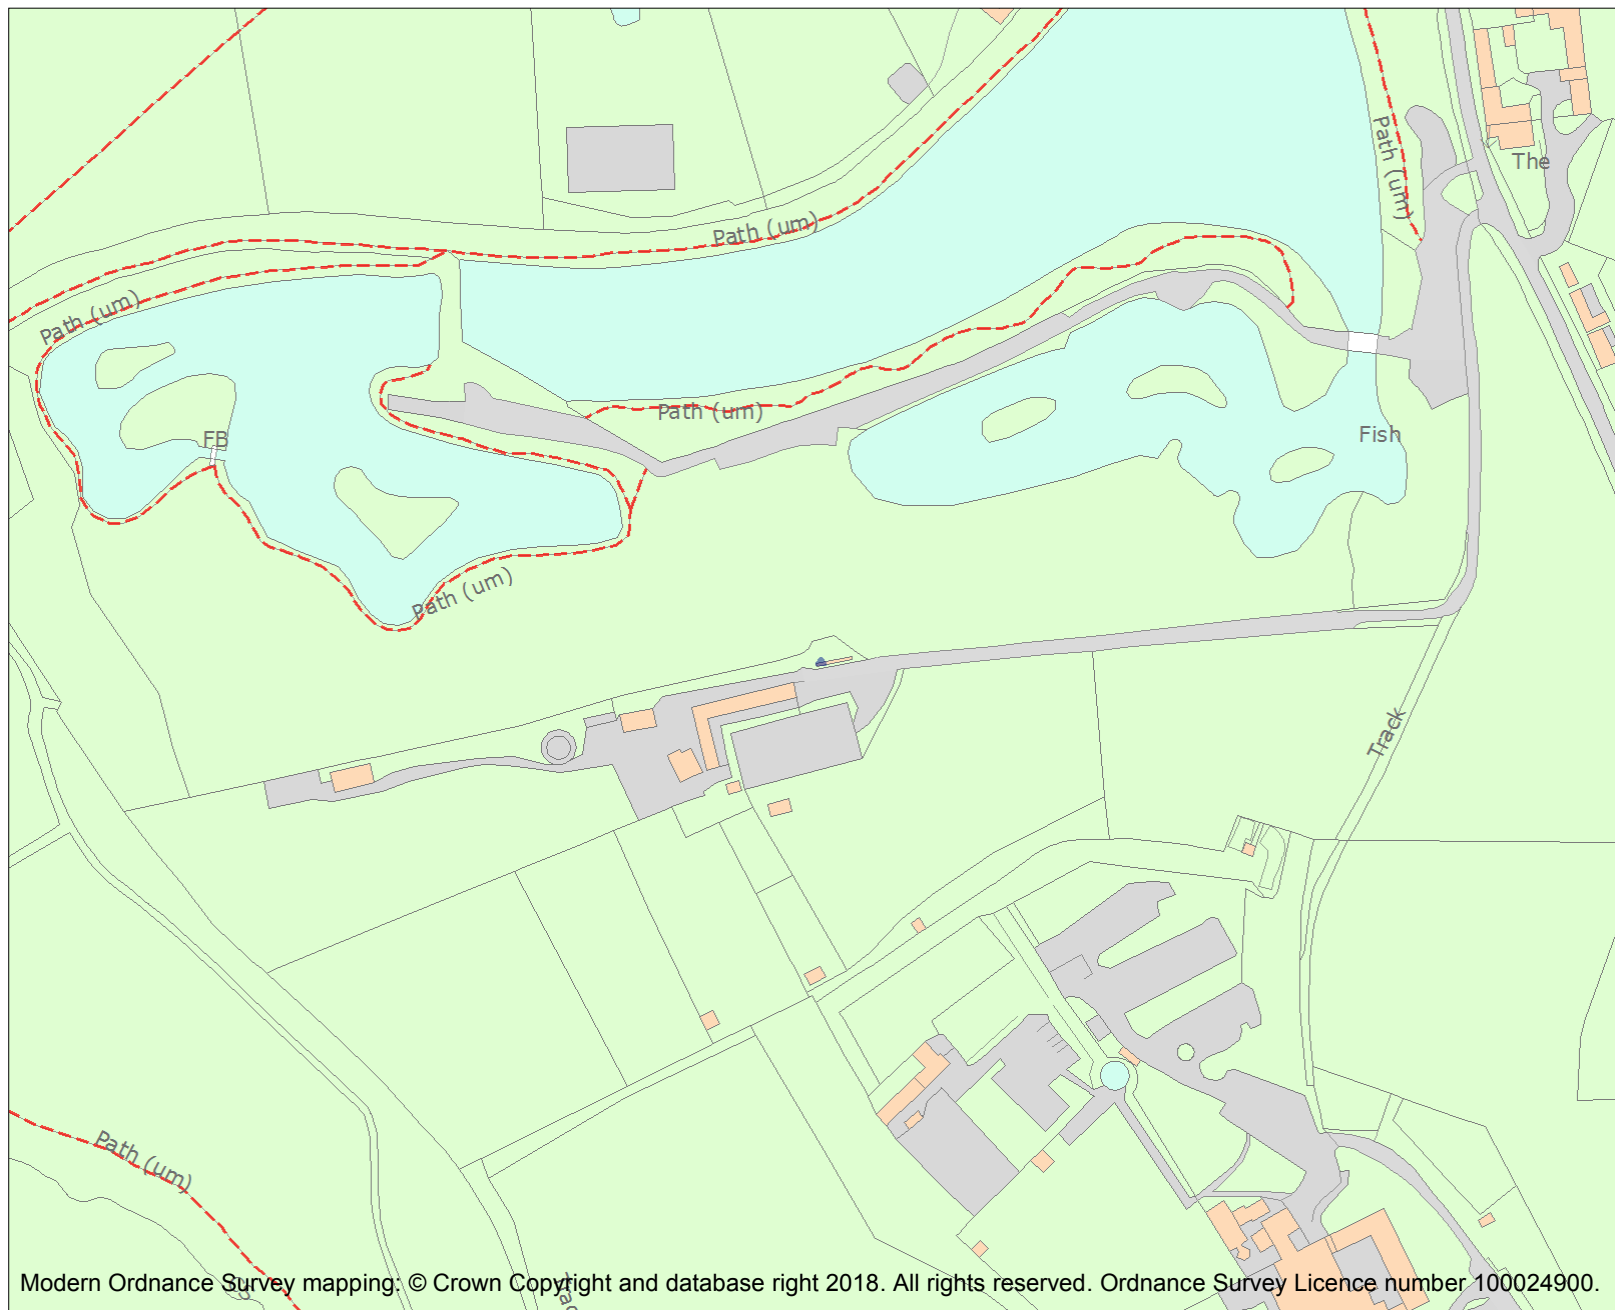 Path (um)
The
Path (um)
Path (um)
Path (um)
Fish
FB
Path (um)
Track
Path (um)
Modern Ordnance Survey mapping: © Crown Copyright and database right 2018. All rights reserved. Ordnance Survey Licence number 100024900.